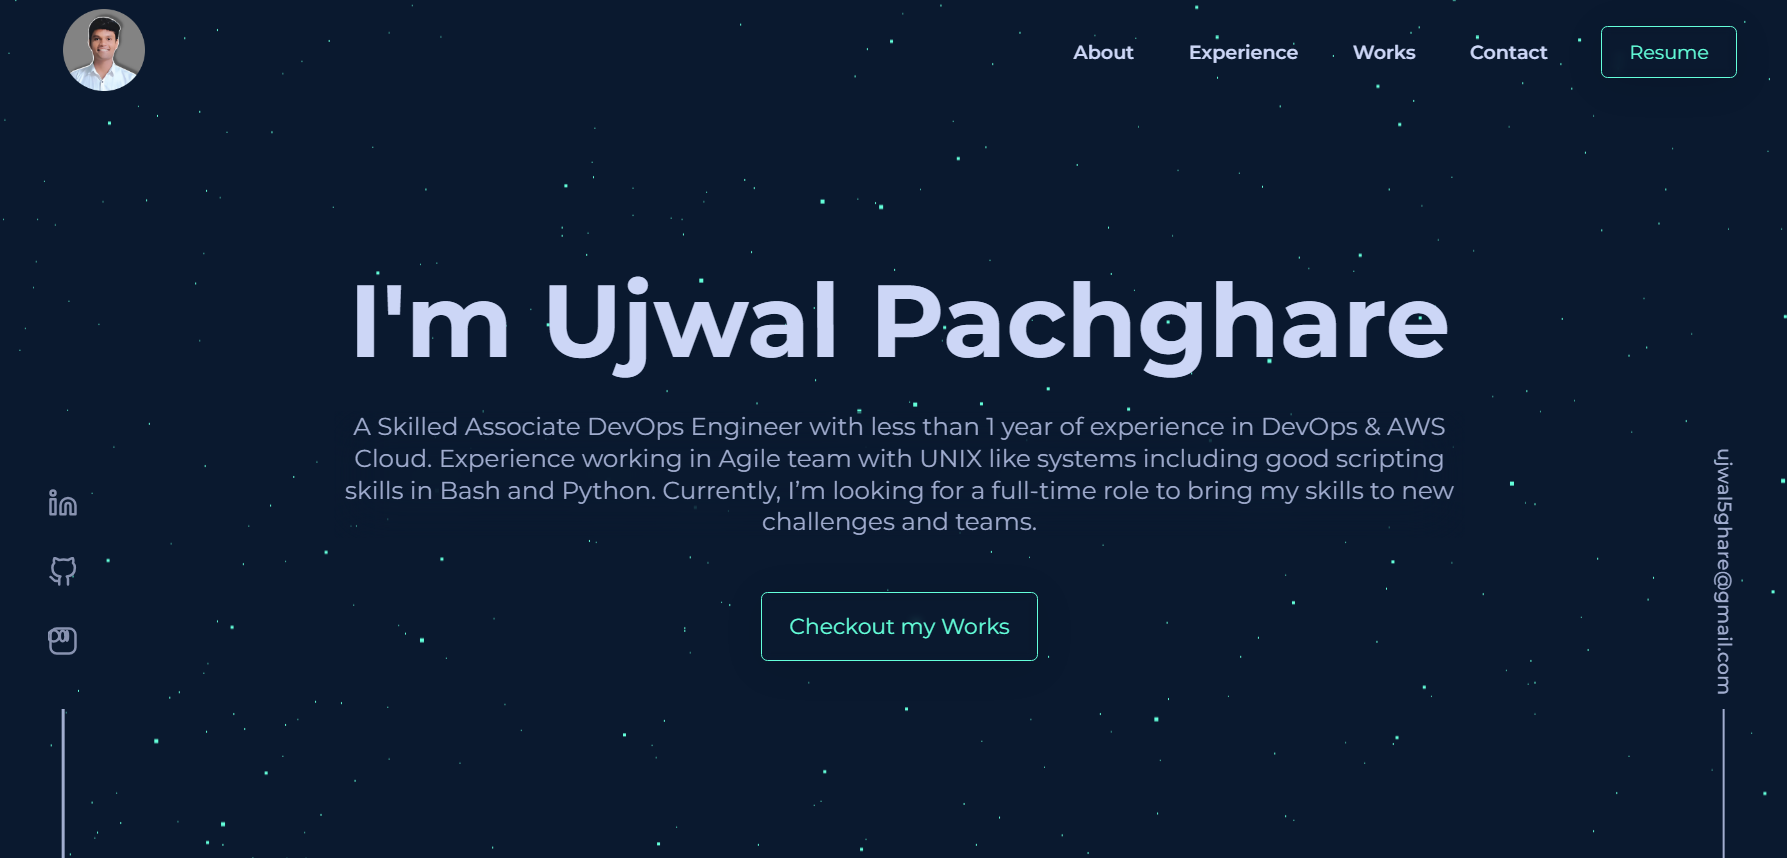 About Experience Works Contact Resume
I'm Ujwal Pachghare
A Skilled Associate DevOps Engineer with less than 1 year of experience in DevOps & AWS
Cloud. Experience working in Agile team with UNIX like systems including good scripting
skills in Bash and Python. Currently, I’m looking for a full-time role to bring my skills to new
challenges and teams.
Checkout my Works
ujwal5ghare@gmail.com